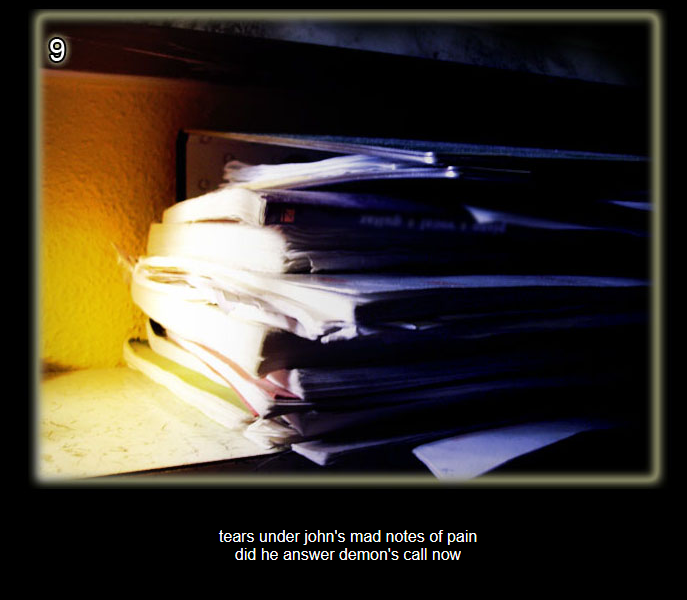 9
tears under john's mad notes of pain
did he answer demon's call now